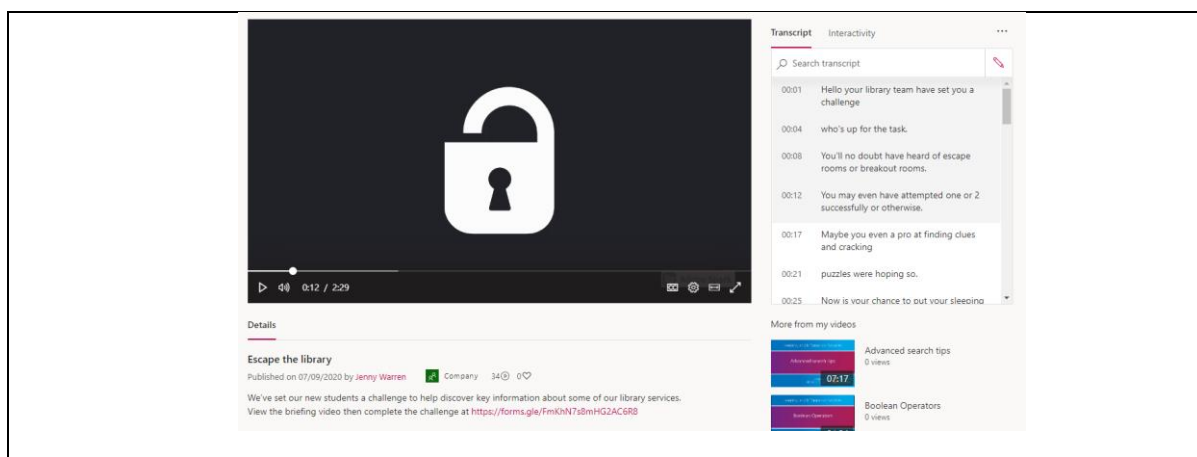 Transcript Interactivity ...
Search transcript
00:01 Hello your library team have set you a
challenge
00:04 who's up for the task.
00:08 You'll no doubt have heard of escape
rooms or breakout rooms.
00:12 You may even have attempted one or 2
successfully or otherwise.
00:17 Maybe you even a pro at finding clues
and cracking
00:21 puzzles were hoping so.
00:25 Now is your chance to put your sleeping
0:12 / 2:29
CC
Details
Escape the library
Published on 07/09/2020 by Jenny Warren Company 34 0
We've set our new students a challenge to help discover key information about some of our library services.
View the briefing video then complete the challenge at https://forms.gle/FmKhN7s8mHG2AC6R8
More from my videos
Advanced search tips
07:17
Advanced search tips
0 views
Boolean Operators
Boolean Operators
0 views